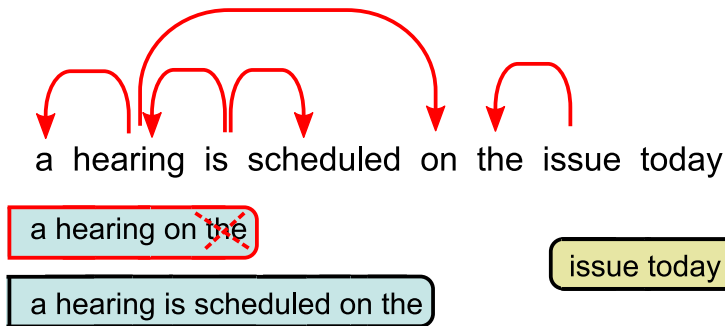 a hearing is scheduled on the issue today
a hearing on the
issue today
a hearing is scheduled on the